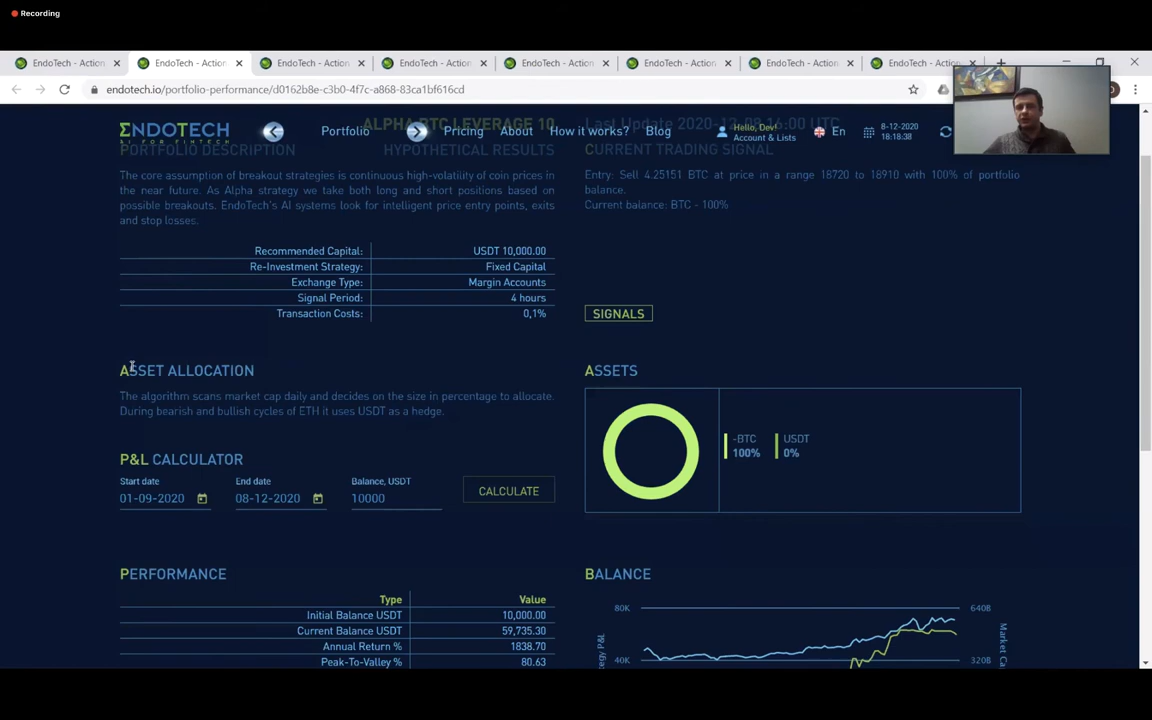 Recording
EndoTech - Action
EndoTech - Action
EndoTech - Action
EndoTech - Action
EndoTech - Action
EndoTech - Action
EndoTech - Action
EndoTech - Action
endotech.io/portfolio-performance/d0162b8e-c3b0-4f7c-a868-83ca1bf616cd
ENDOTECH
AI FOR FINTECH
Portfolio
Pricing
About
How it works?
Blog
Hello, Dev!
Account & Lists
En
8-12-2020
18:18:38
ALPHA BTC LEVERAGE 10
Last Update 2020-12-08 16:00 UTC
PORTFOLIO DESCRIPTION
HYPOTHETICAL RESULTS
The core assumption of breakout strategies is continuous high-volatility of coin prices in
the near future. As Alpha strategy we take both long and short positions based on
possible breakouts. EndoTech's AI systems look for intelligent price entry points, exits
and stop losses.
Recommended Capital: USDT 10,000.00
Re-Investment Strategy: Fixed Capital
Exchange Type: Margin Accounts
Signal Period: 4 hours
Transaction Costs: 0,1%
CURRENT TRADING SIGNAL
Entry: Sell 4.25151 BTC at price in a range 18720 to 18910 with 100% of portfolio
balance.
Current balance: BTC - 100%
SIGNALS
ASSET ALLOCATION
The algorithm scans market cap daily and decides on the size in percentage to allocate.
During bearish and bullish cycles of ETH it uses USDT as a hedge.
ASSETS
-BTC
100%
USDT
0%
P&L CALCULATOR
Start date
01-09-2020
End date
08-12-2020
Balance, USDT
10000
CALCULATE
PERFORMANCE
Type Value
Initial Balance USDT 10,000.00
Current Balance USDT 59,735.30
Annual Return % 1838.70
Peak-To-Valley % 80.63
BALANCE
80K
640B
40K
320B